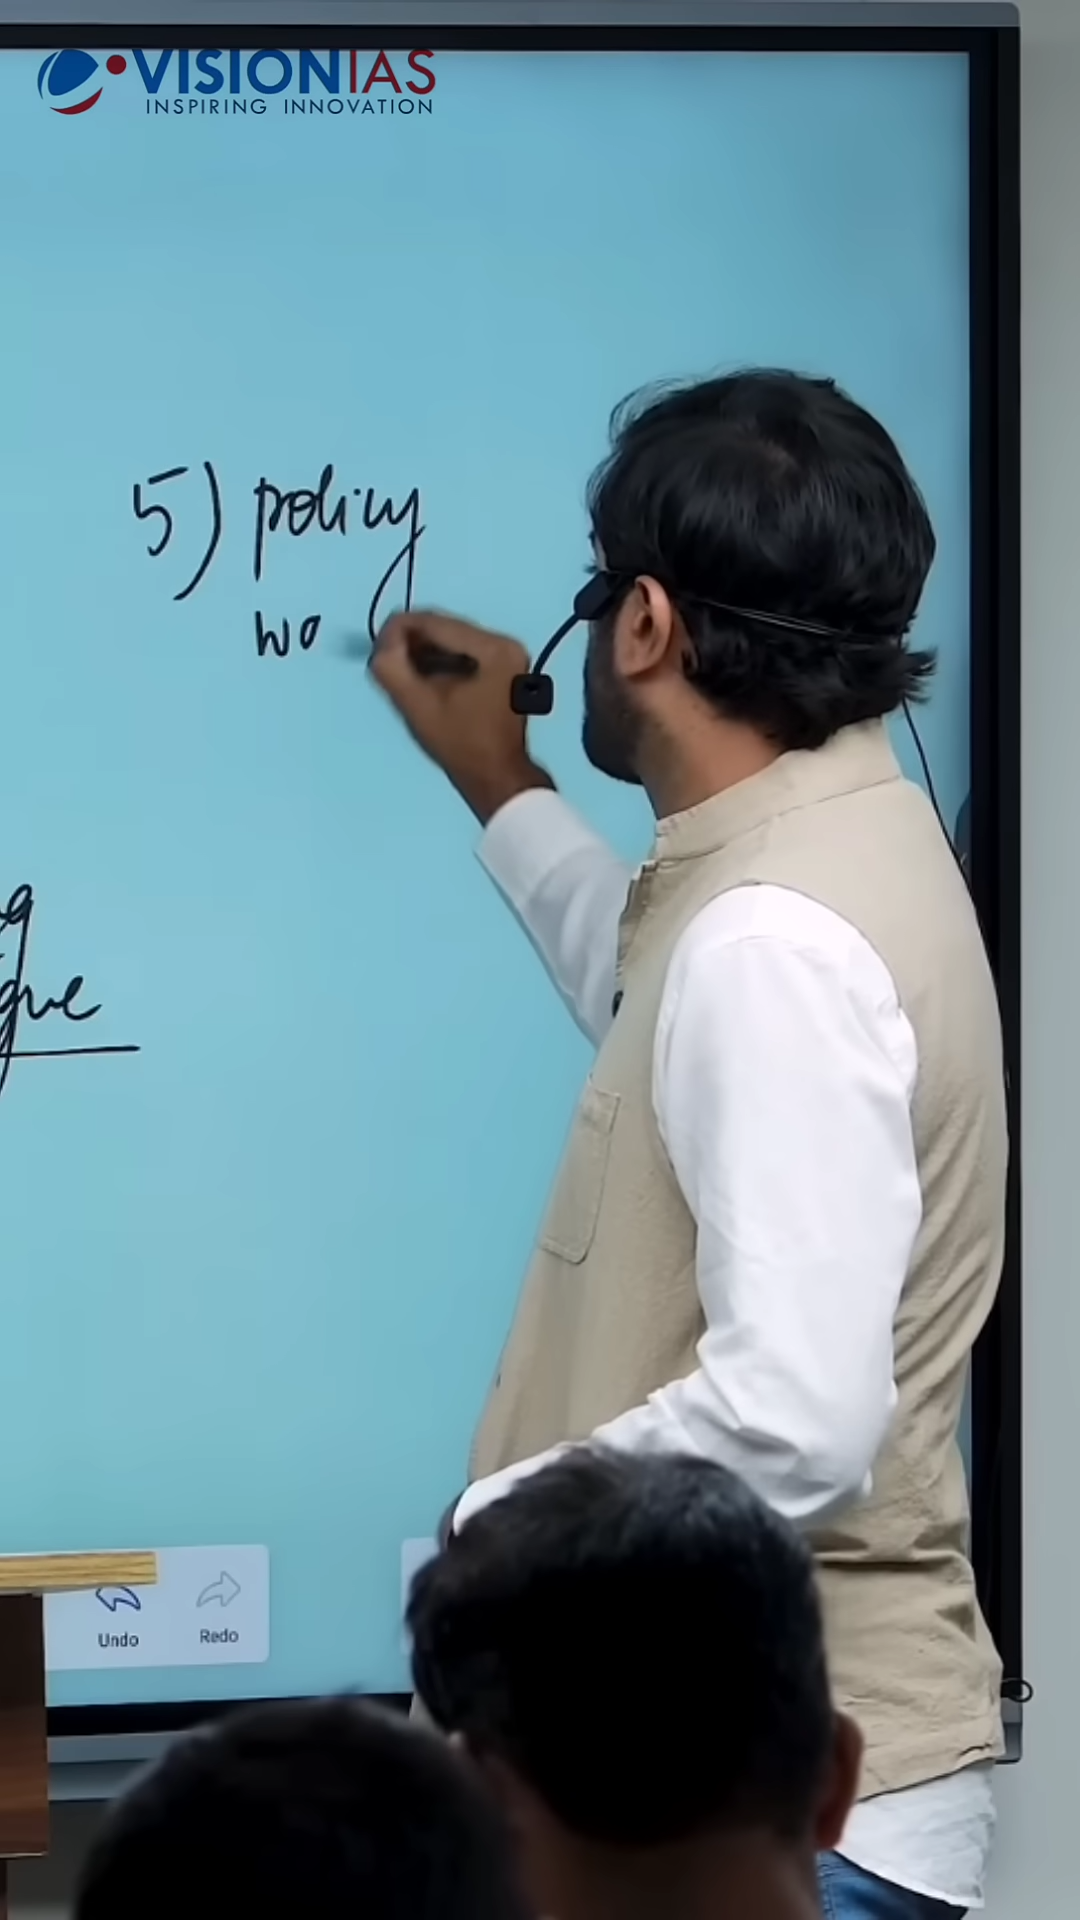 VISIONIAS
INSPIRING INNOVATION
5) policy
wo
Undo
Redo